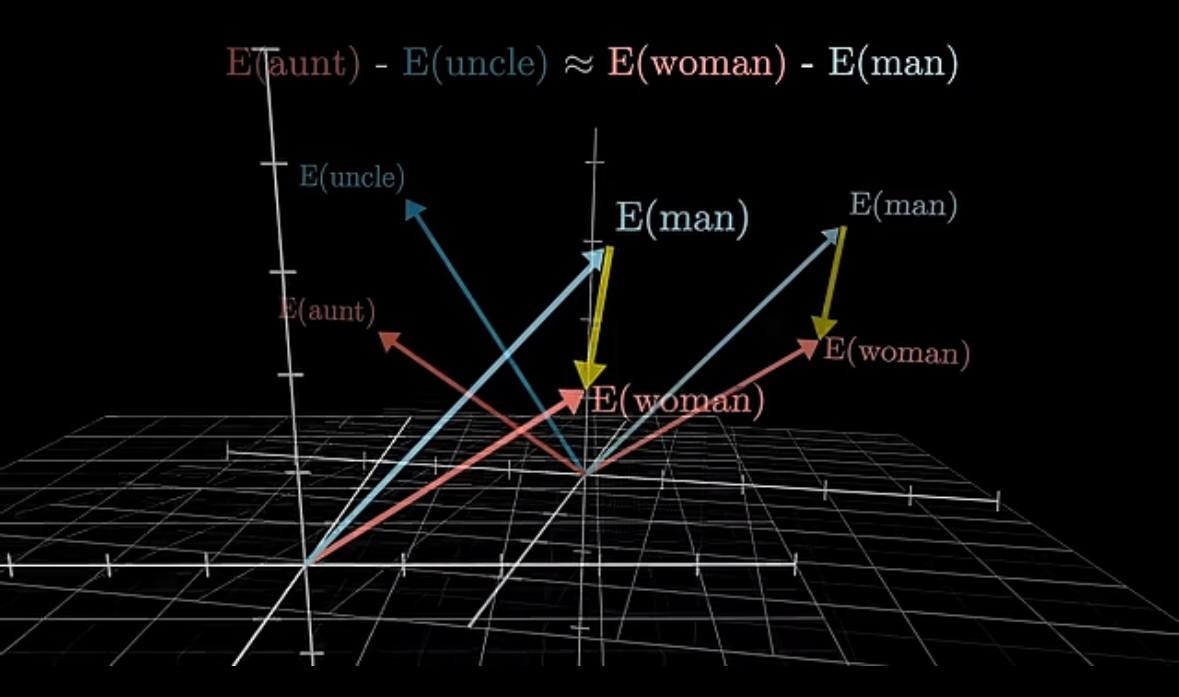 E(aunt) - E(uncle) ≈ E(woman) - E(man)
E(uncle)
E(man)
E(man)
E(aunt)
E(woman)
E(woman)